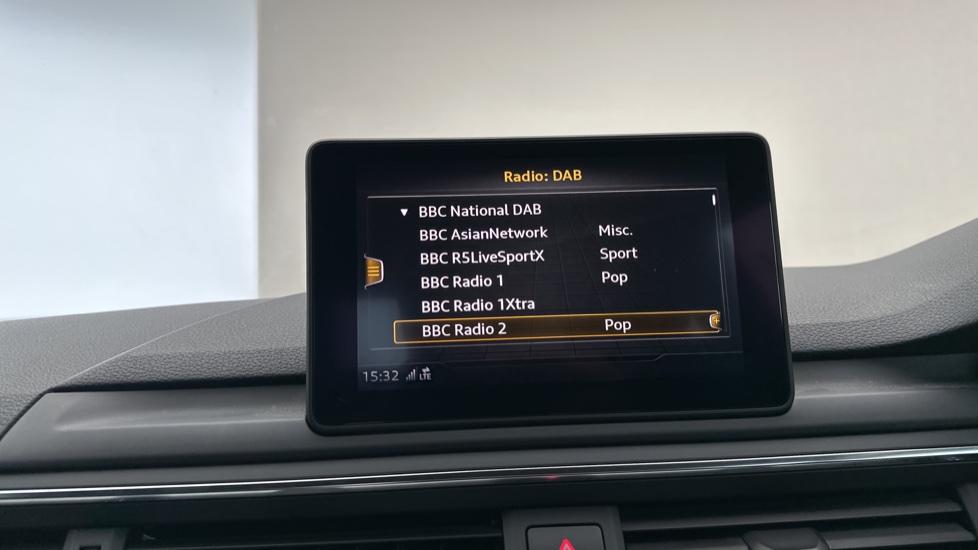 Radio: DAB
▼ BBC National DAB
BBC AsianNetwork Misc.
BBC R5LiveSportX Sport
BBC Radio 1 Pop
BBC Radio 1Xtra
BBC Radio 2 Pop
15:32 LTE